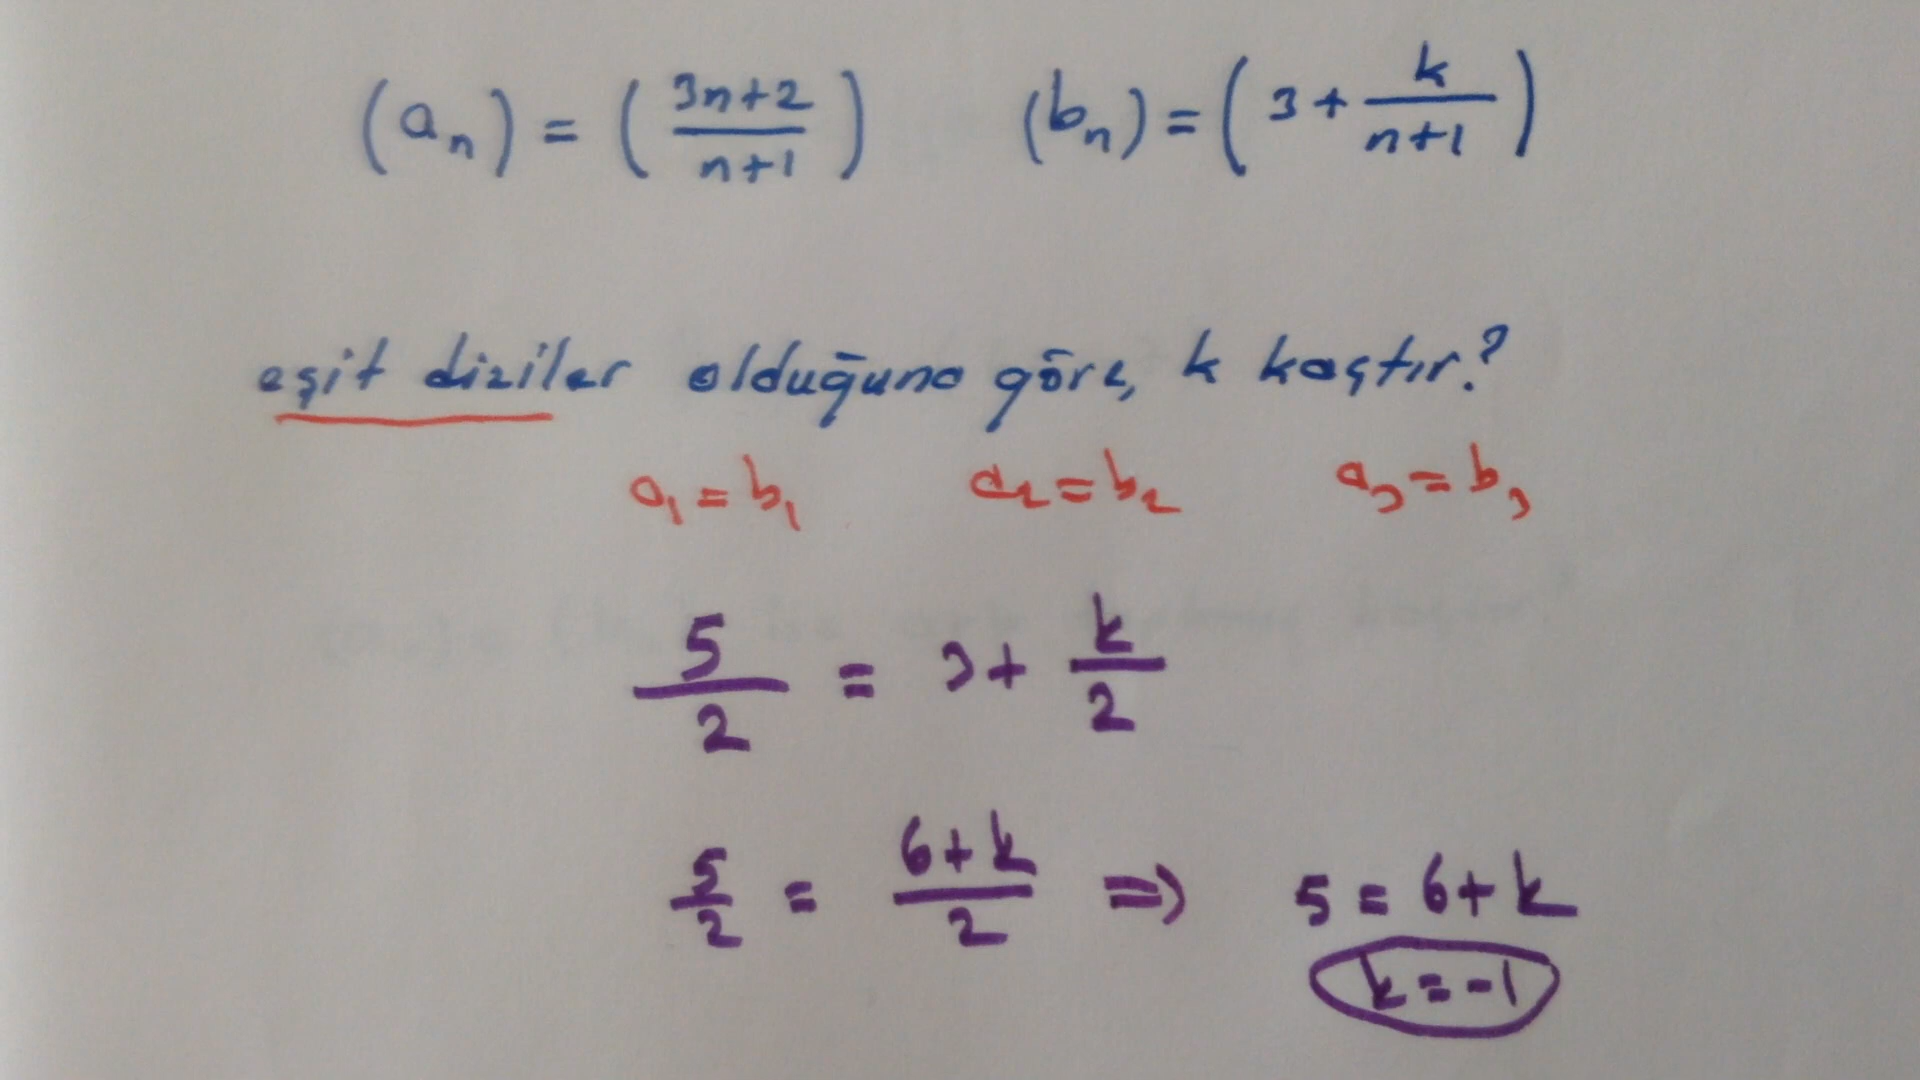 (aₙ) = ( (3n+2)/(n+1) ) (bₙ) = ( 3 + k/(n+1) )
eşit diziler olduğuna göre, k kaçtır?
a₁ = b₁ a₂ = b₂ a₃ = b₃
5/2 = 3 + k/2
5/2 = (6+k)/2 ⇒ 5 = 6 + k
k = -1